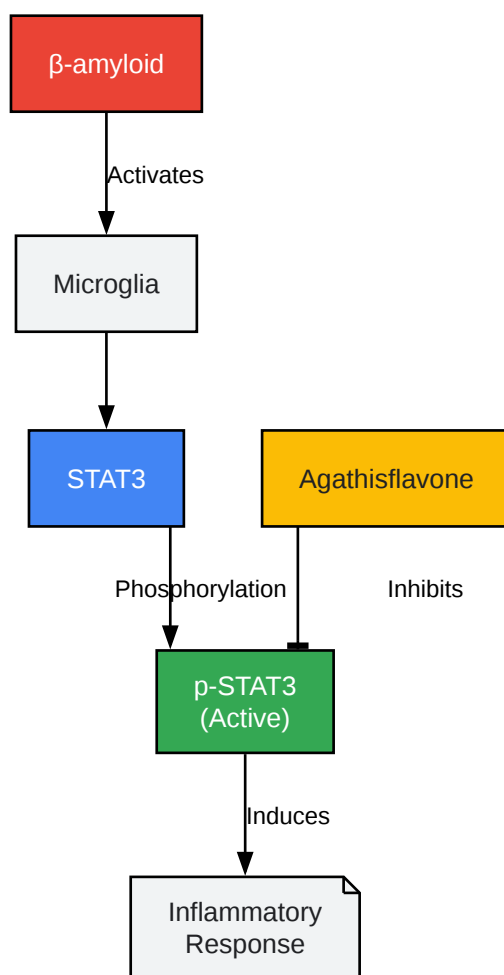 β-amyloid
Activates
Microglia
STAT3
Agathisflavone
Phosphorylation
Inhibits
p-STAT3
(Active)
Induces
Inflammatory
Response